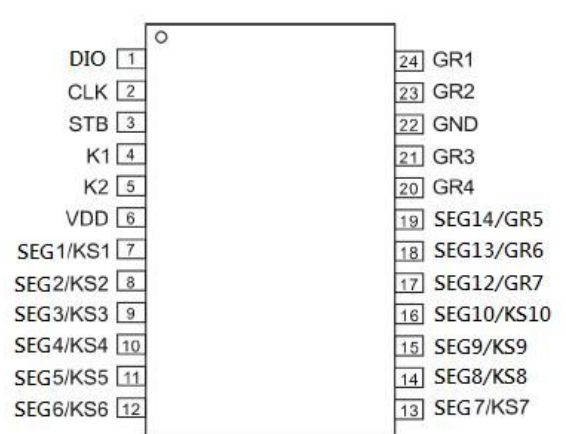 DIO 1 24 GR1
CLK 2 23 GR2
STB 3 22 GND
K1 4 21 GR3
K2 5 20 GR4
VDD 6 19 SEG14/GR5
SEG1/KS1 7 18 SEG13/GR6
SEG2/KS2 8 17 SEG12/GR7
SEG3/KS3 9 16 SEG10/KS10
SEG4/KS4 10 15 SEG9/KS9
SEG5/KS5 11 14 SEG8/KS8
SEG6/KS6 12 13 SEG7/KS7